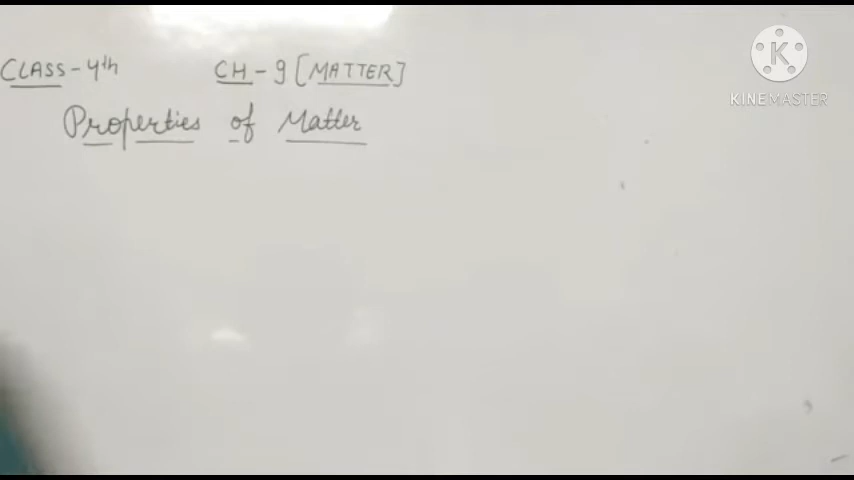 CLASS - 4th CH - 9 [MATTER]
Properties of Matter
KINEMASTER